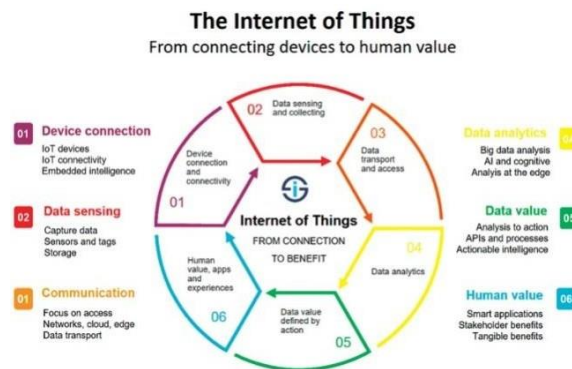 The Internet of Things
From connecting devices to human value
01 Device connection
IoT devices
IoT connectivity
Embedded intelligence
02 Data sensing
Capture data
Sensors and tags
Storage
01 Communication
Focus on access
Networks, cloud, edge
Data transport
02
Data sensing
and collecting
03
Data
transport
and access
Device
connection
and
connectivity
01
Internet of Things
FROM CONNECTION
TO BENEFIT
04
Data analytics
Human
value, apps
and
experiences
06
Data value
defined by
action
05
Data analytics 04
Big data analysis
AI and cognitive
Analyis at the edge
Data value 05
Analysis to action
APIs and processes
Actionable intelligence
Human value 06
Smart applications
Stakeholder benefits
Tangible benefits